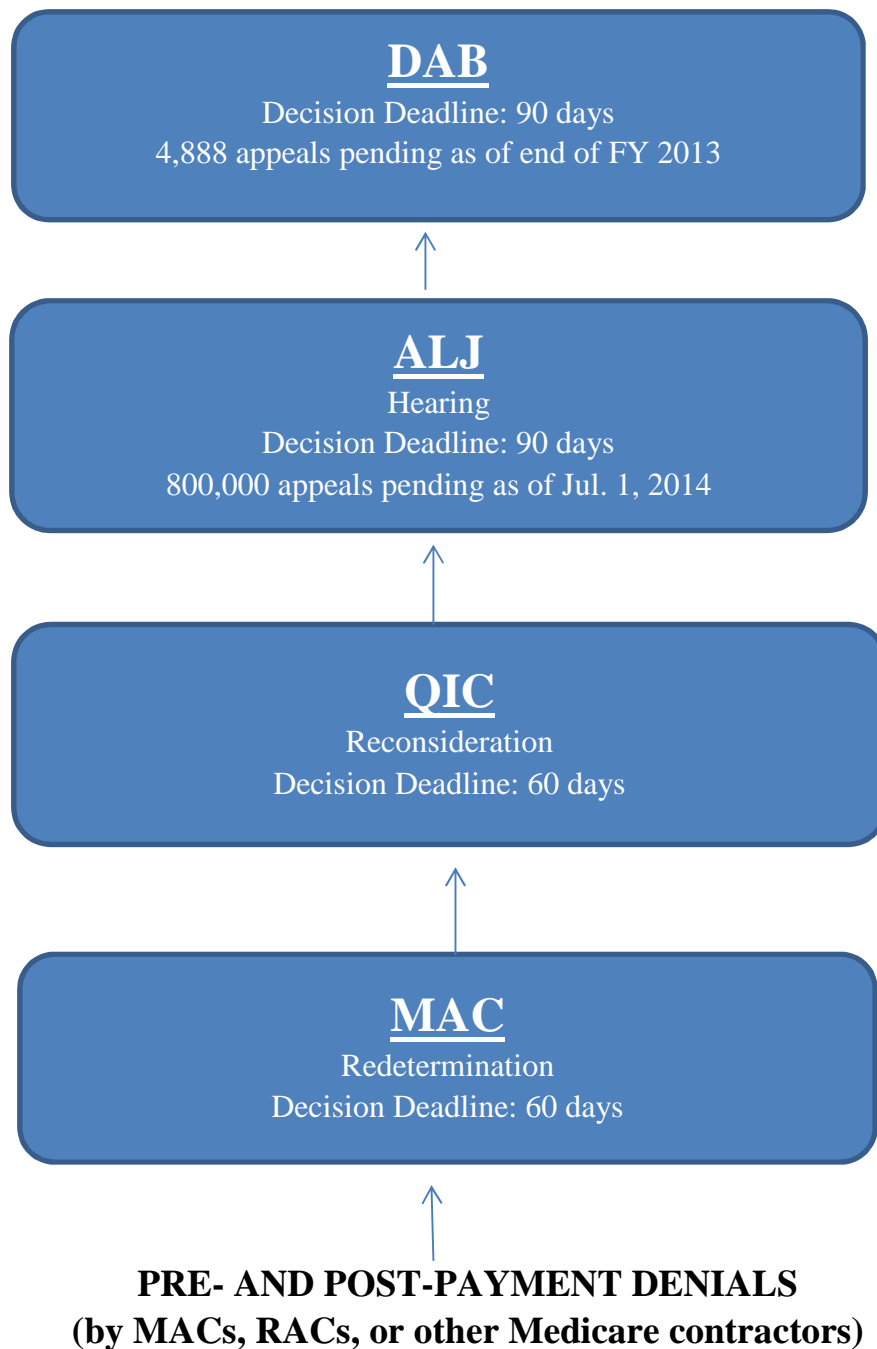 DAB
Decision Deadline: 90 days
4,888 appeals pending as of end of FY 2013
ALJ
Hearing
Decision Deadline: 90 days
800,000 appeals pending as of Jul. 1, 2014
QIC
Reconsideration
Decision Deadline: 60 days
MAC
Redetermination
Decision Deadline: 60 days
PRE- AND POST-PAYMENT DENIALS
(by MACs, RACs, or other Medicare contractors)